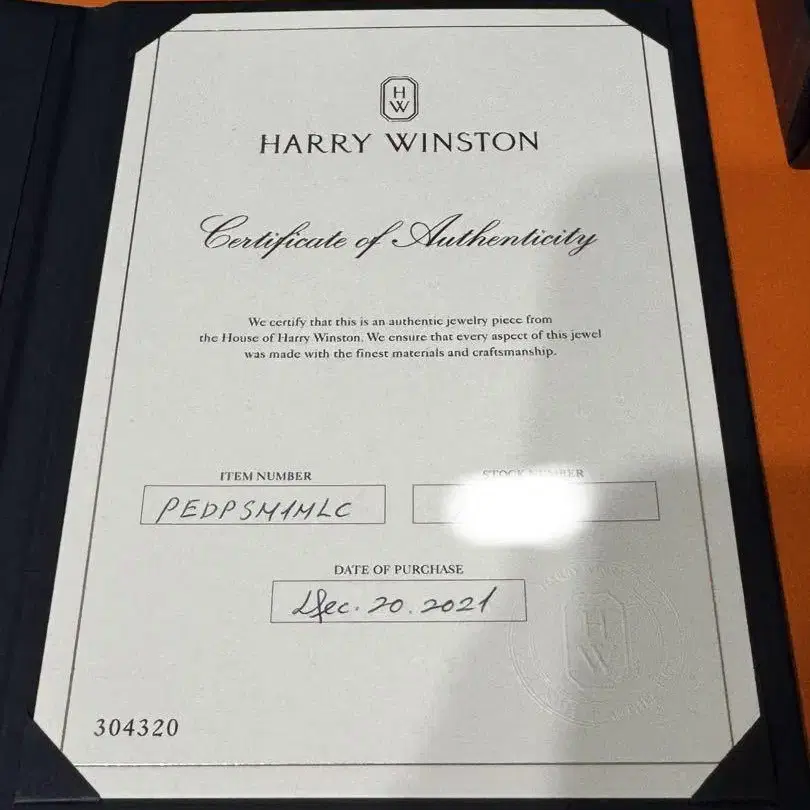 H
W
HARRY WINSTON
Certificate of Authenticity
We certify that this is an authentic jewelry piece from
the House of Harry Winston. We ensure that every aspect of this jewel
was made with the finest materials and craftsmanship.
ITEM NUMBER
STOCK NUMBER
PEDPSM1MLC
DATE OF PURCHASE
Dec. 20. 2021
H
W
304320